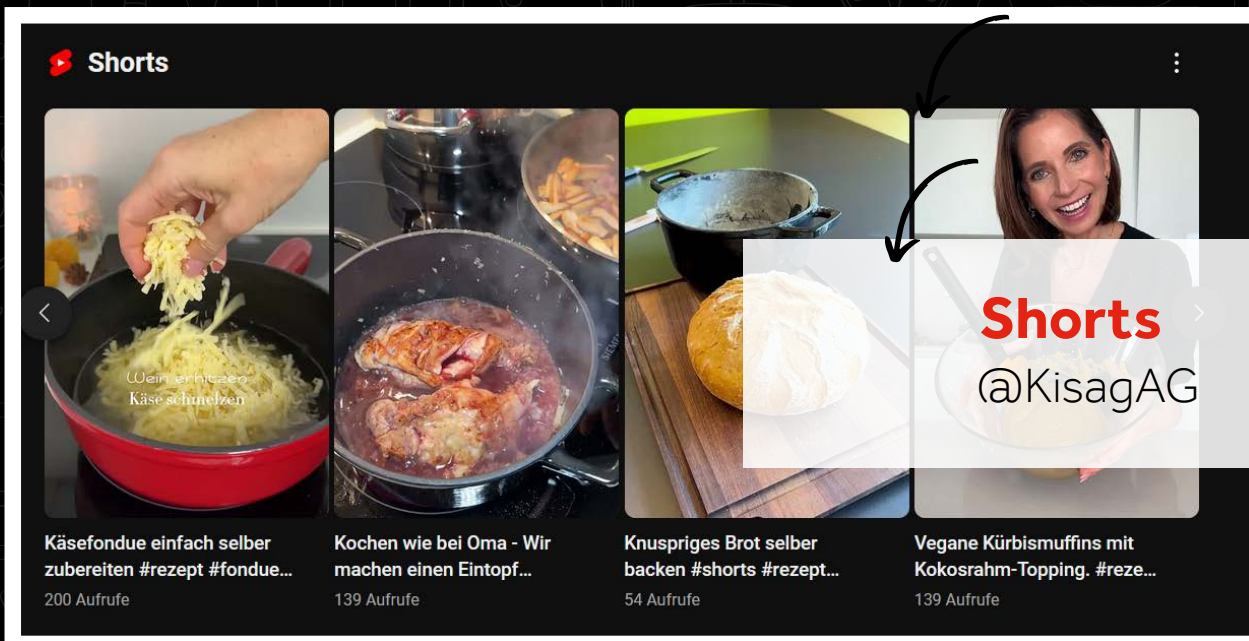 Shorts
Wein erhitzen
Käse schmelzen
SIEMENS
Shorts
@KisagAG
Käsefondue einfach selber
zubereiten #rezept #fondue...
200 Aufrufe
Kochen wie bei Oma - Wir
machen einen Eintopf...
139 Aufrufe
Knuspriges Brot selber
backen #shorts #rezept...
54 Aufrufe
Vegane Kürbismuffins mit
Kokosrahm-Topping. #reze...
139 Aufrufe